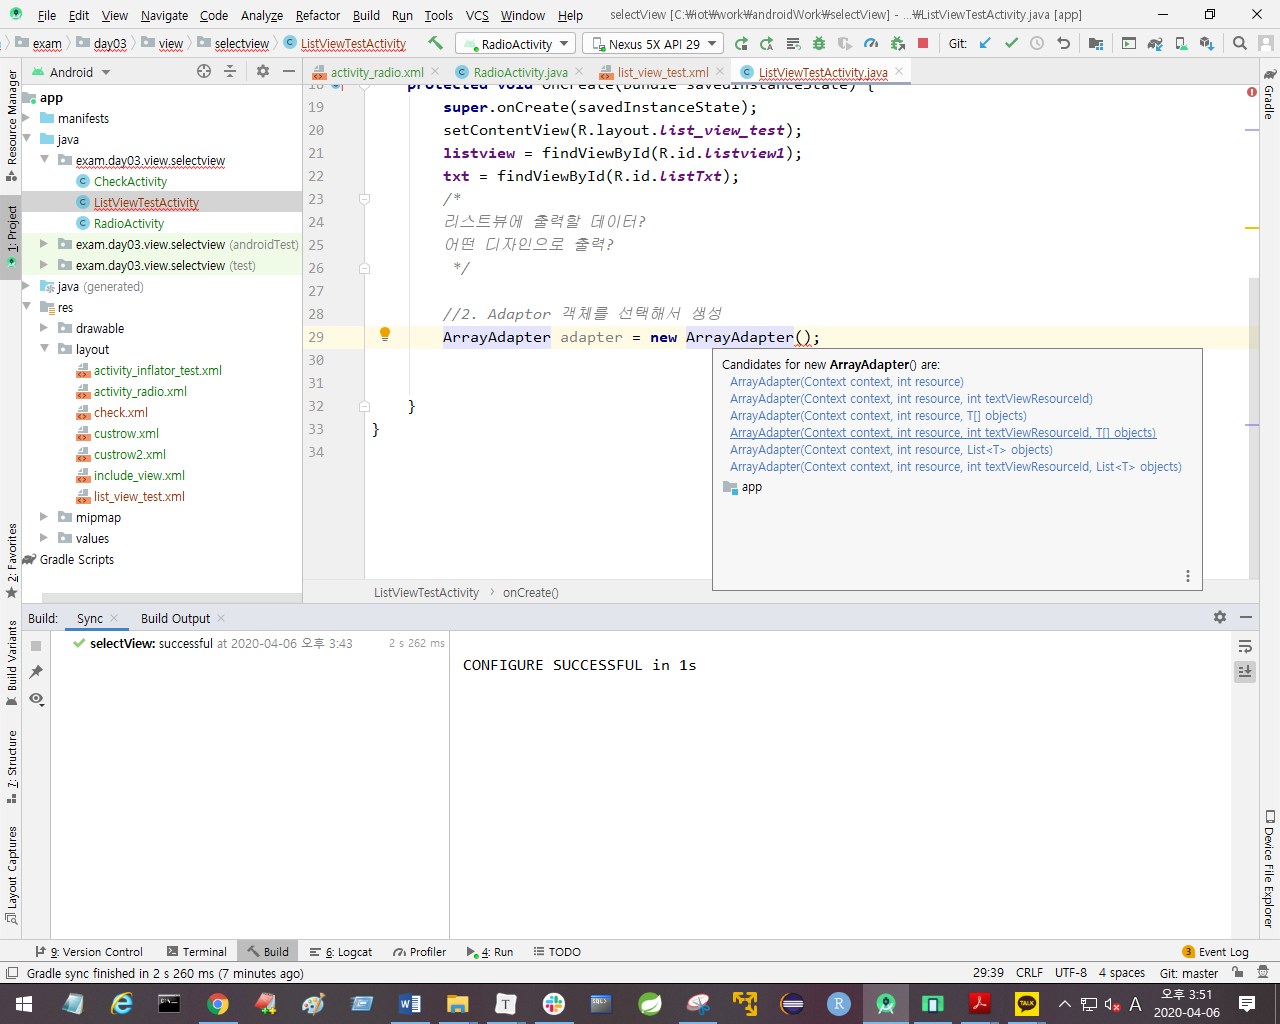 File Edit View Navigate Code Analyze Refactor Build Run Tools VCS Window Help selectView [C:₩iot₩work₩androidWork₩selectView] - ...₩ListViewTestActivity.java [app]
exam day03 view selectview ListViewTestActivity RadioActivity Nexus 5X API 29 Git:
Android activity_radio.xml RadioActivity.java list_view_test.xml ListViewTestActivity.java
Resource Manager
1: Project
2: Favorites
Build Variants
7: Structure
Layout Captures
app
manifests
java
exam.day03.view.selectview
CheckActivity
ListViewTestActivity
RadioActivity
exam.day03.view.selectview (androidTest)
exam.day03.view.selectview (test)
java (generated)
res
drawable
layout
activity_inflator_test.xml
activity_radio.xml
check.xml
custrow.xml
custrow2.xml
include_view.xml
list_view_test.xml
mipmap
values
Gradle Scripts
18 protected void onCreate(Bundle savedInstanceState) {
19 super.onCreate(savedInstanceState);
20 setContentView(R.layout.list_view_test);
21 listview = findViewById(R.id.listview1);
22 txt = findViewById(R.id.listTxt);
23 /*
24 리스트뷰에 출력할 데이터?
25 어떤 디자인으로 출력?
26 */
27
28 //2. Adaptor 객체를 선택해서 생성
29 ArrayAdapter adapter = new ArrayAdapter();
30
31
32 }
33 }
34
Candidates for new ArrayAdapter() are:
ArrayAdapter(Context context, int resource)
ArrayAdapter(Context context, int resource, int textViewResourceId)
ArrayAdapter(Context context, int resource, T[] objects)
ArrayAdapter(Context context, int resource, int textViewResourceId, T[] objects)
ArrayAdapter(Context context, int resource, List<T> objects)
ArrayAdapter(Context context, int resource, int textViewResourceId, List<T> objects)
app
ListViewTestActivity onCreate()
Gradle
Device File Explorer
Build: Sync Build Output
selectView: successful at 2020-04-06 오후 3:43 2 s 262 ms
CONFIGURE SUCCESSFUL in 1s
9: Version Control Terminal Build 6: Logcat Profiler 4: Run TODO 3 Event Log
Gradle sync finished in 2 s 260 ms (7 minutes ago) 29:39 CRLF UTF-8 4 spaces Git: master
A 오후 3:51
2020-04-06